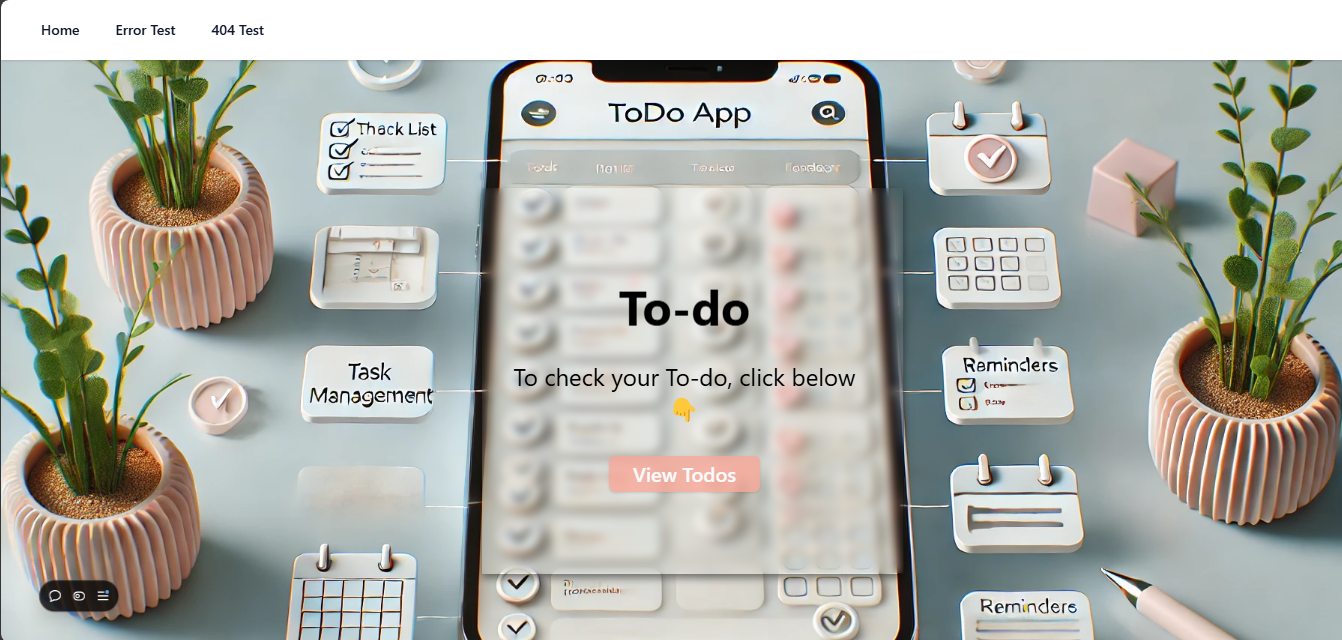 Home Error Test 404 Test
ToDo App
Thack List
Task
Management
To-do
To check your To-do, click below
👇
View Todos
Reminders
Reminders